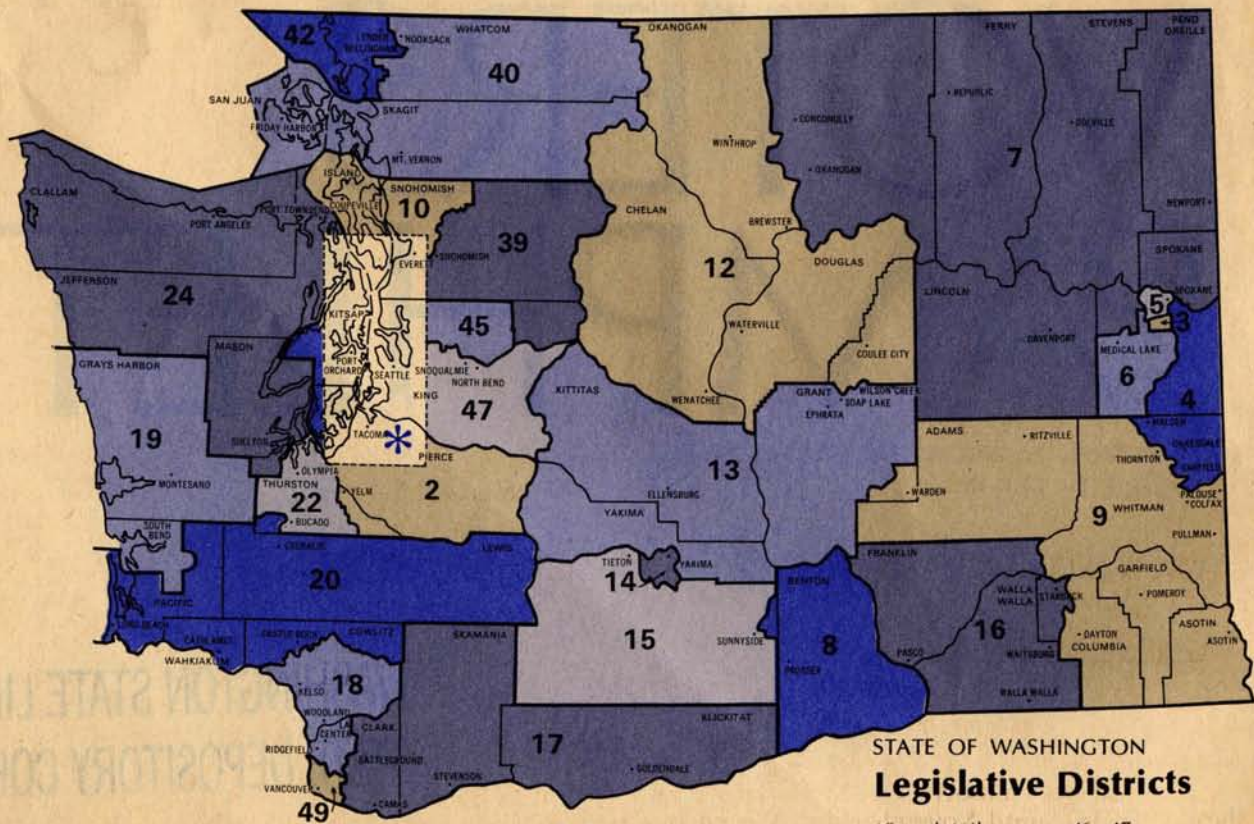 OKANOGAN
PEND
OREILLE
FERRY
STEVENS
42
LYNDEN
BELLINGHAM
NOOKSACK
WHATCOM
40
SAN JUAN
FRIDAY HARBOR
SKAGIT
MT. VERNON
WINTHROP
CONCONULLY
OKANOGAN
REPUBLIC
COLVILLE
7
NEWPORT
CLALLAM
PORT ANGELES
PORT TOWNSEND
ISLAND
COUPEVILLE
SNOHOMISH
10
EVERETT
SNOHOMISH
39
CHELAN
BREWSTER
12
DOUGLAS
WATERVILLE
COULEE CITY
WENATCHEE
SPOKANE
SPOKANE
5
3
MEDICAL LAKE
6
4
LINCOLN
DAVENPORT
JEFFERSON
24
MASON
KITSAP
PORT
ORCHARD
SEATTLE
45
SNOQUALMIE
NORTH BEND
KING
47
TACOMA
*
PIERCE
2
KITTITAS
13
ELLENSBURG
YAKIMA
GRANT
EPHRATA
WILSON CREEK
SOAP LAKE
ADAMS
RITZVILLE
WARDEN
MALDEN
OAKESDALE
GARFIELD
THORNTON
PALOUSE
COLFAX
9
WHITMAN
PULLMAN
GRAYS HARBOR
19
MONTESANO
SHELTON
OLYMPIA
THURSTON
22
BUCADO
YELM
SOUTH
BEND
PACIFIC
LONG BEACH
CENTRALIA
20
LEWIS
CATHLAMET
WAHKIAKUM
CASTLE ROCK
COWLITZ
TIETON
14
YAKIMA
15
SUNNYSIDE
BENTON
8
PROSSER
FRANKLIN
PASCO
WALLA
WALLA
STARBUCK
16
WAITSBURG
WALLA WALLA
GARFIELD
POMEROY
DAYTON
COLUMBIA
ASOTIN
ASOTIN
SKAMANIA
18
KELSO
WOODLAND
LA
CENTER
CLARK
RIDGEFIELD
BATTLEGROUND
VANCOUVER
49
CAMAS
STEVENSON
17
KLICKITAT
GOLDENDALE
STATE OF WASHINGTON
Legislative Districts